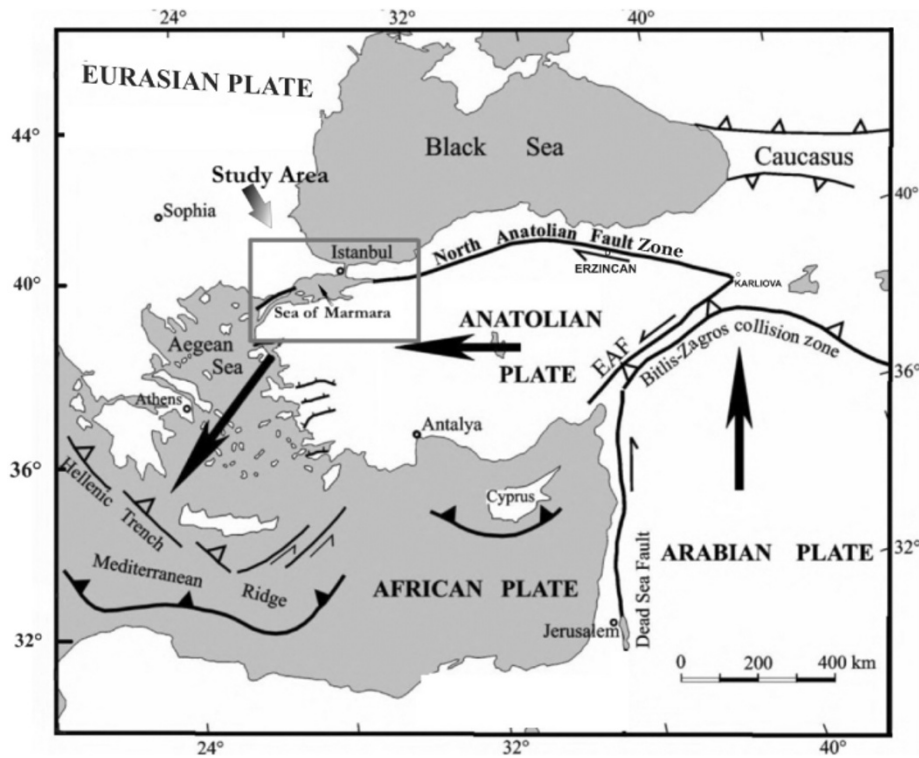 24°
32°
40°
EURASIAN PLATE
44°
Black Sea
Caucasus
Study Area
40°
Sophia
Istanbul
North Anatolian Fault Zone
ERZINCAN
KARLIOVA
40°
Sea of Marmara
ANATOLIAN
PLATE
EAF
Bitlis-Zagros collision zone
Aegean
Sea
36°
Athens
Antalya
36°
Hellenic
Trench
Cyprus
Mediterranean
Ridge
AFRICAN PLATE
ARABIAN PLATE
32°
Dead Sea Fault
Jerusalem
32°
0 200 400 km
24°
32°
40°